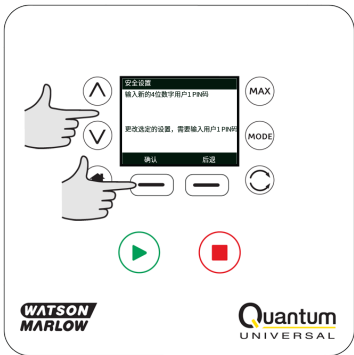 安全设置
输入新的4位数字用户1 PIN码
MAX
更改选定的设置，需要输入用户1 PIN码
MODE
确认 后退
WATSON
MARLOW
Quantum
UNIVERSAL